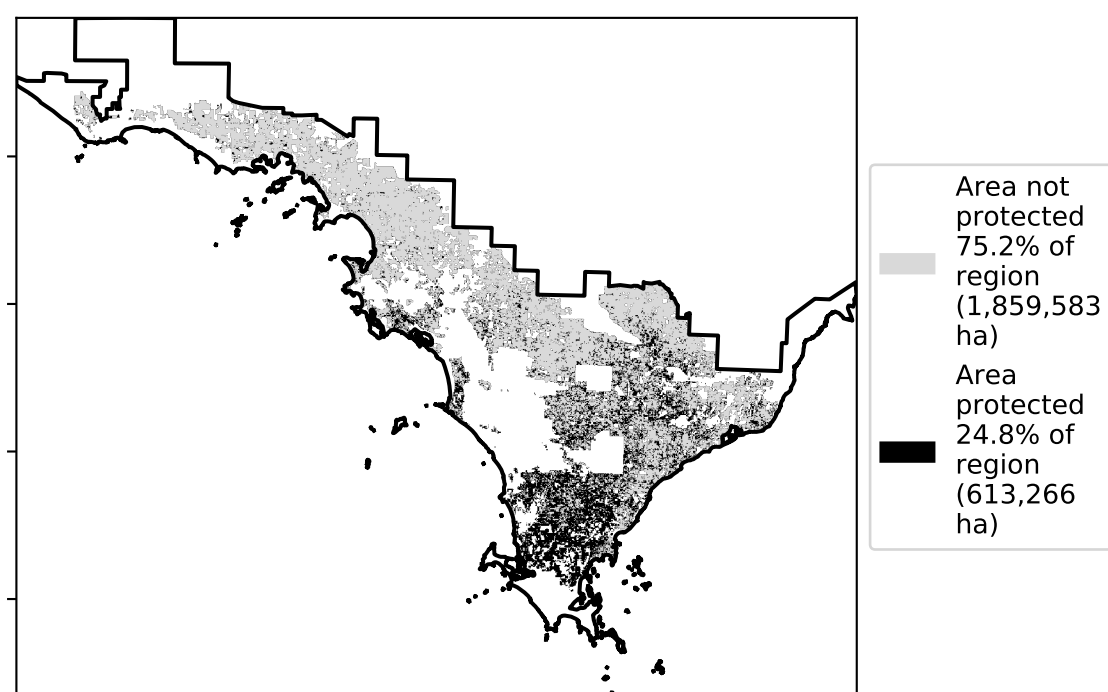 Area not
protected
75.2% of
region
(1,859,583
ha)
Area
protected
24.8% of
region
(613,266
ha)